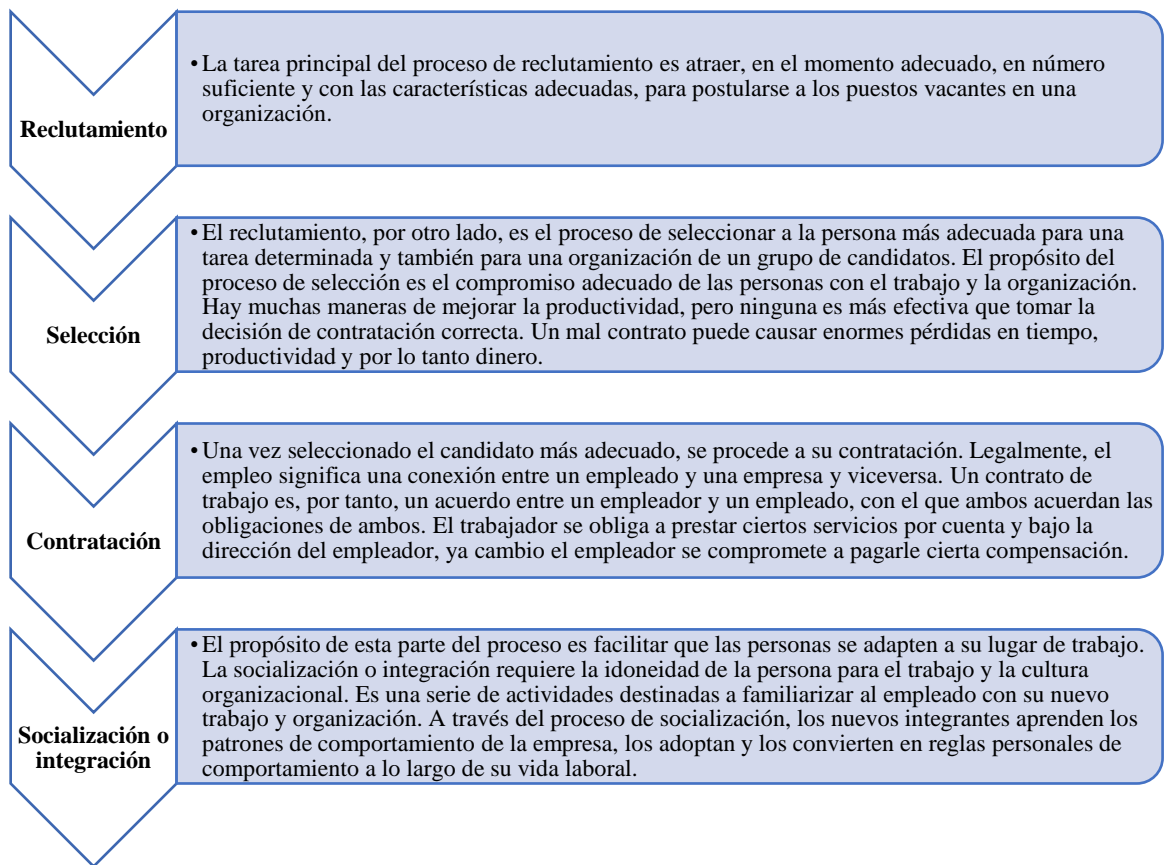 Reclutamiento
• La tarea principal del proceso de reclutamiento es atraer, en el momento adecuado, en número
suficiente y con las características adecuadas, para postularse a los puestos vacantes en una
organización.
Selección
• El reclutamiento, por otro lado, es el proceso de seleccionar a la persona más adecuada para una
tarea determinada y también para una organización de un grupo de candidatos. El propósito del
proceso de selección es el compromiso adecuado de las personas con el trabajo y la organización.
Hay muchas maneras de mejorar la productividad, pero ninguna es más efectiva que tomar la
decisión de contratación correcta. Un mal contrato puede causar enormes pérdidas en tiempo,
productividad y por lo tanto dinero.
Contratación
• Una vez seleccionado el candidato más adecuado, se procede a su contratación. Legalmente, el
empleo significa una conexión entre un empleado y una empresa y viceversa. Un contrato de
trabajo es, por tanto, un acuerdo entre un empleador y un empleado, con el que ambos acuerdan las
obligaciones de ambos. El trabajador se obliga a prestar ciertos servicios por cuenta y bajo la
dirección del empleador, ya cambio el empleador se compromete a pagarle cierta compensación.
Socialización o
integración
• El propósito de esta parte del proceso es facilitar que las personas se adapten a su lugar de trabajo.
La socialización o integración requiere la idoneidad de la persona para el trabajo y la cultura
organizacional. Es una serie de actividades destinadas a familiarizar al empleado con su nuevo
trabajo y organización. A través del proceso de socialización, los nuevos integrantes aprenden los
patrones de comportamiento de la empresa, los adoptan y los convierten en reglas personales de
comportamiento a lo largo de su vida laboral.